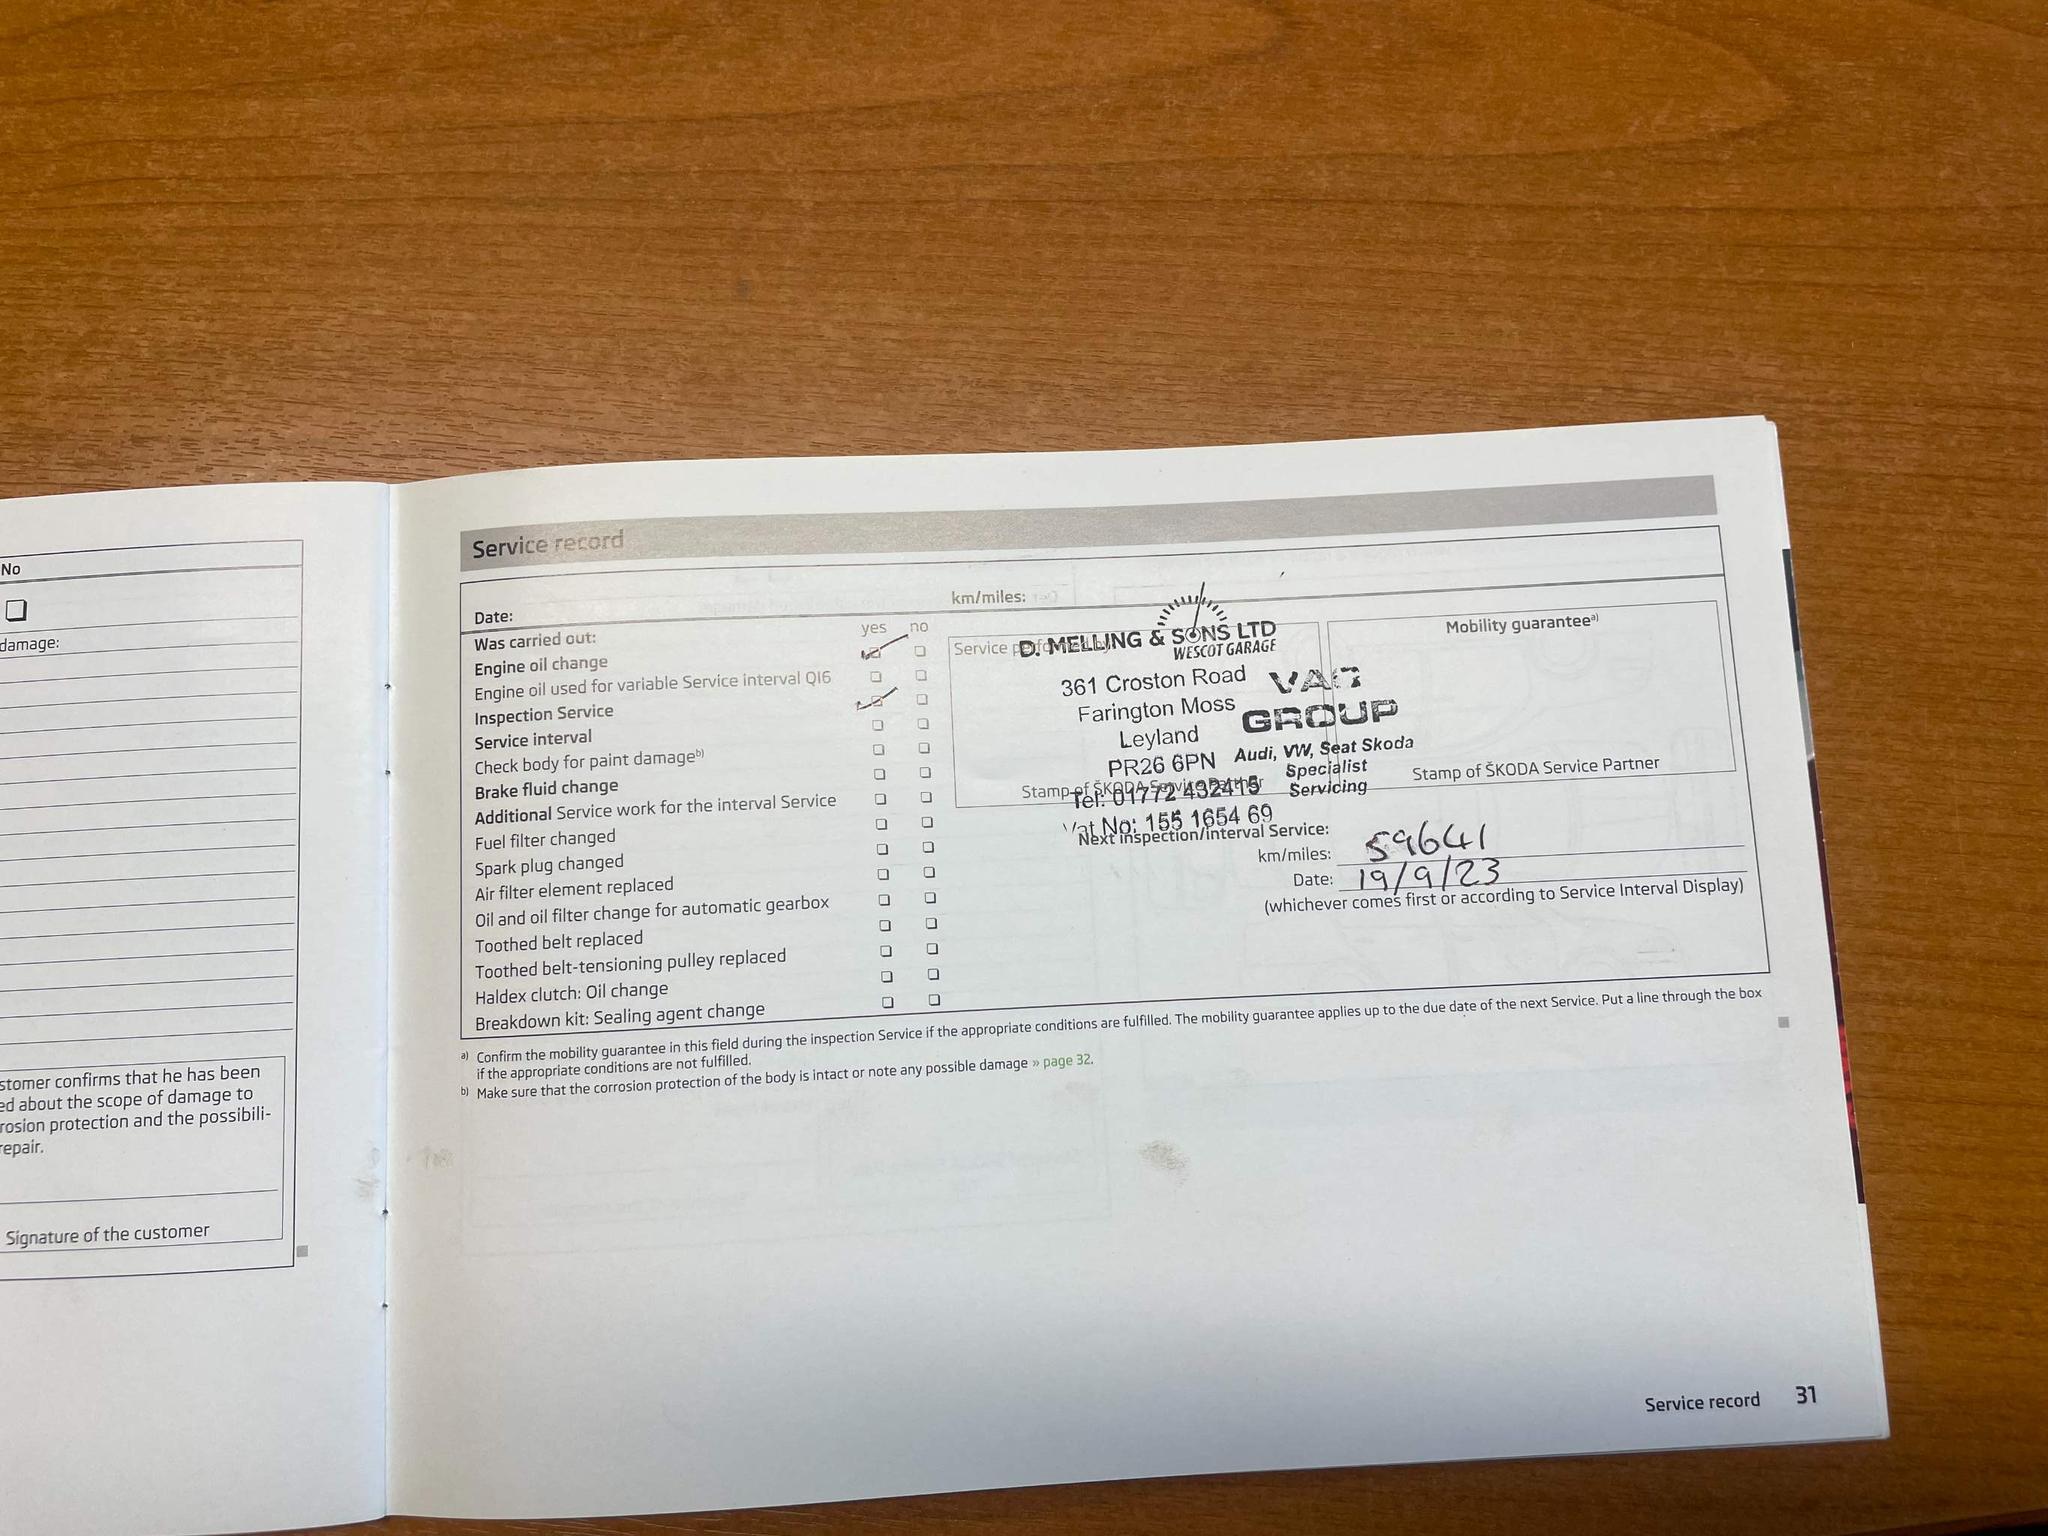 No
damage:
stomer confirms that he has been
ed about the scope of damage to
rosion protection and the possibili-
repair.
Signature of the customer
Service record
Date:
km/miles:
Was carried out:
yes no
Engine oil change
Engine oil used for variable Service interval QI6
Inspection Service
Service interval
Check body for paint damage b)
Brake fluid change
Additional Service work for the interval Service
Fuel filter changed
Spark plug changed
Air filter element replaced
Oil and oil filter change for automatic gearbox
Toothed belt replaced
Toothed belt-tensioning pulley replaced
Haldex clutch: Oil change
Breakdown kit: Sealing agent change
Service performed by
D. MELLING & SONS LTD
WESCOT GARAGE
361 Croston Road
Farington Moss
Leyland
PR26 6PN
Tel: 01772 432415
Vat No: 155 1654 69
VAG
GROUP
Audi, VW, Seat Skoda
Specialist
Servicing
Stamp of ŠKODA Service Partner
Mobility guarantee a)
Stamp of ŠKODA Service Partner
Next inspection/interval Service:
km/miles: 59641
Date: 19/9/23
(whichever comes first or according to Service Interval Display)
a) Confirm the mobility guarantee in this field during the inspection Service if the appropriate conditions are fulfilled. The mobility guarantee applies up to the due date of the next Service. Put a line through the box
if the appropriate conditions are not fulfilled.
b) Make sure that the corrosion protection of the body is intact or note any possible damage » page 32.
Service record 31